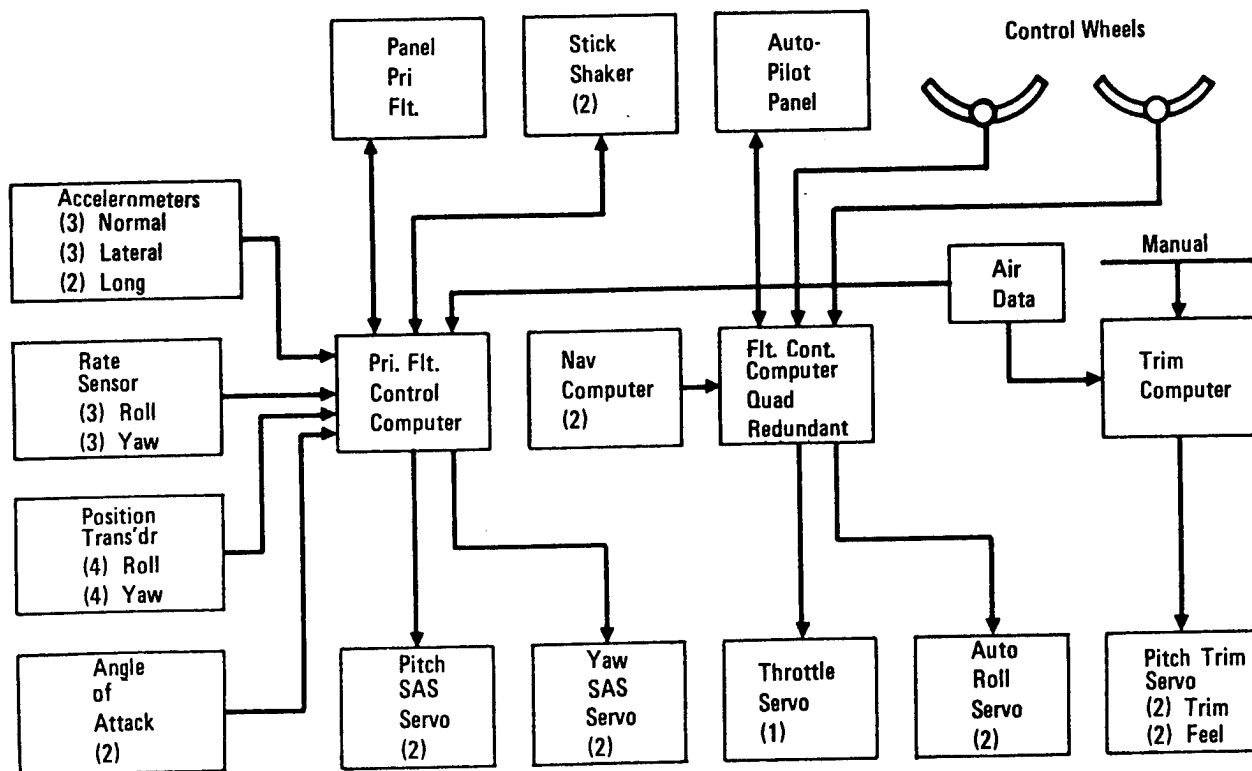 Panel
Pri
Flt.
Stick
Shaker
(2)
Auto-
Pilot
Panel
Control Wheels
Accelernmeters
(3) Normal
(3) Lateral
(2) Long
Manual
Air
Data
Rate
Sensor
(3) Roll
(3) Yaw
Pri. Flt.
Control
Computer
Nav
Computer
(2)
Flt. Cont.
Computer
Quad
Redundant
Trim
Computer
Position
Trans'dr
(4) Roll
(4) Yaw
Angle
of
Attack
(2)
Pitch
SAS
Servo
(2)
Yaw
SAS
Servo
(2)
Throttle
Servo
(1)
Auto
Roll
Servo
(2)
Pitch Trim
Servo
(2) Trim
(2) Feel